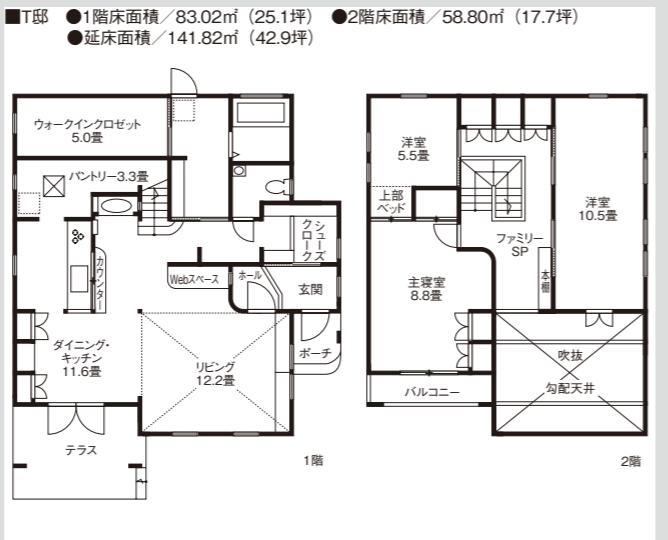 ■T邸　●1階床面積／83.02㎡（25.1坪）　●2階床面積／58.80㎡（17.7坪）
●延床面積／141.82㎡（42.9坪）
ウォークインクロゼット
5.0畳
パントリー3.3畳
カウンター
Webスペース
ホール
シューズ
クローク
玄関
ポーチ
ダイニング・
キッチン
11.6畳
リビング
12.2畳
テラス
1階
洋室
5.5畳
上部
ベッド
洋室
10.5畳
ファミリー
SP
本棚
主寝室
8.8畳
吹抜
勾配天井
バルコニー
2階